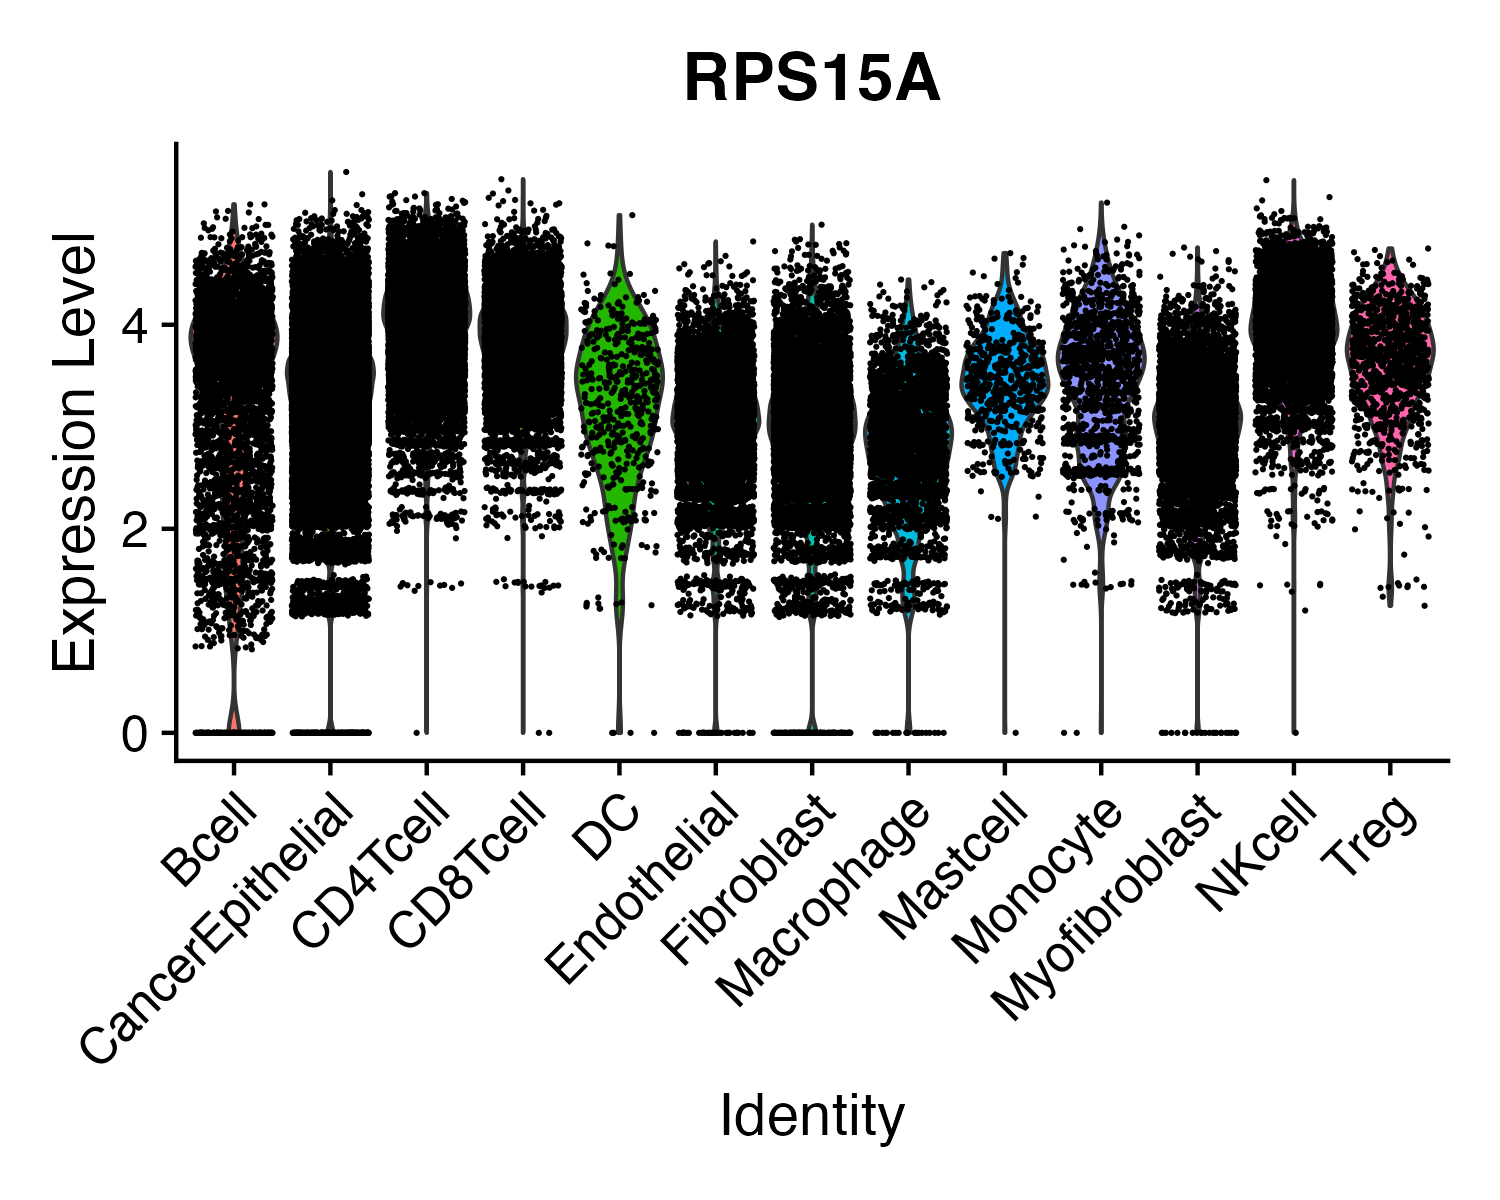 RPS15A
Expression Level
4
2
0
Bcell
CancerEpithelial
CD4Tcell
CD8Tcell
DC
Endothelial
Fibroblast
Macrophage
Mastcell
Monocyte
Myofibroblast
NKcell
Treg
Identity